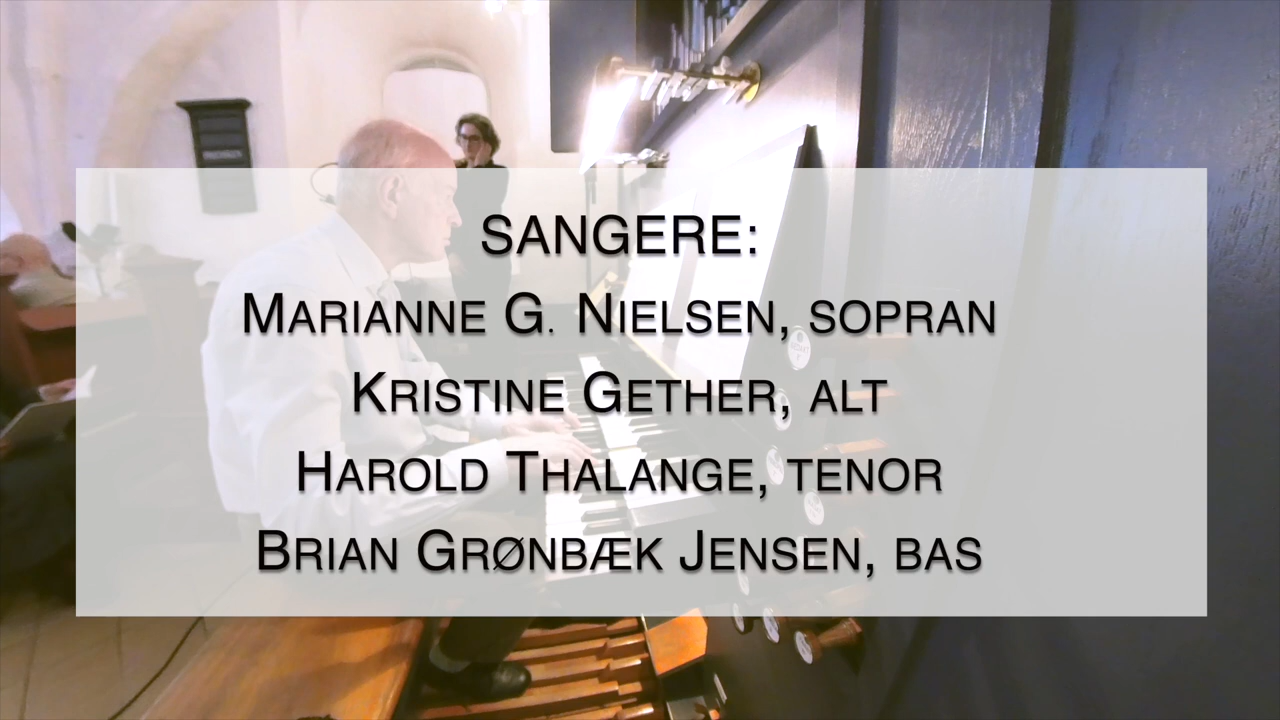 SANGERE:
MARIANNE G. NIELSEN, SOPRAN
KRISTINE GETHER, ALT
HAROLD THALANGE, TENOR
BRIAN GRØNBÆK JENSEN, BAS